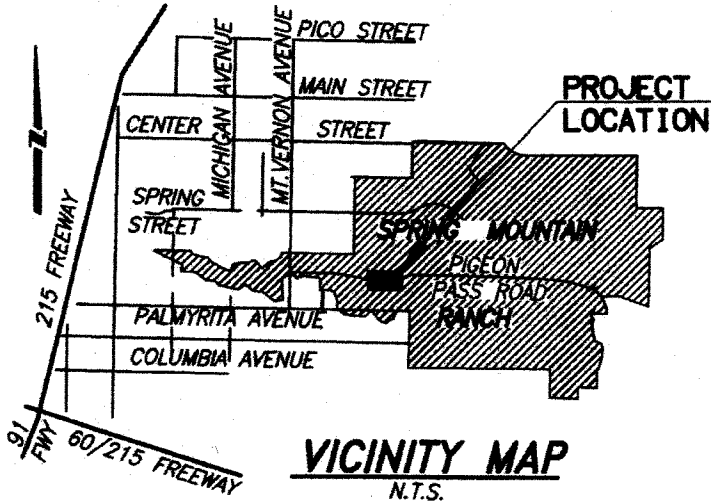 PICO STREET
MICHIGAN AVENUE
MT. VERNON AVENUE
MAIN STREET
PROJECT
LOCATION
CENTER STREET
N
SPRING
STREET
215 FREEWAY
SPRING MOUNTAIN
PIGEON
PASS ROAD
RANCH
PALMYRITA AVENUE
COLUMBIA AVENUE
91
FWY
60/215 FREEWAY
VICINITY MAP
N.T.S.